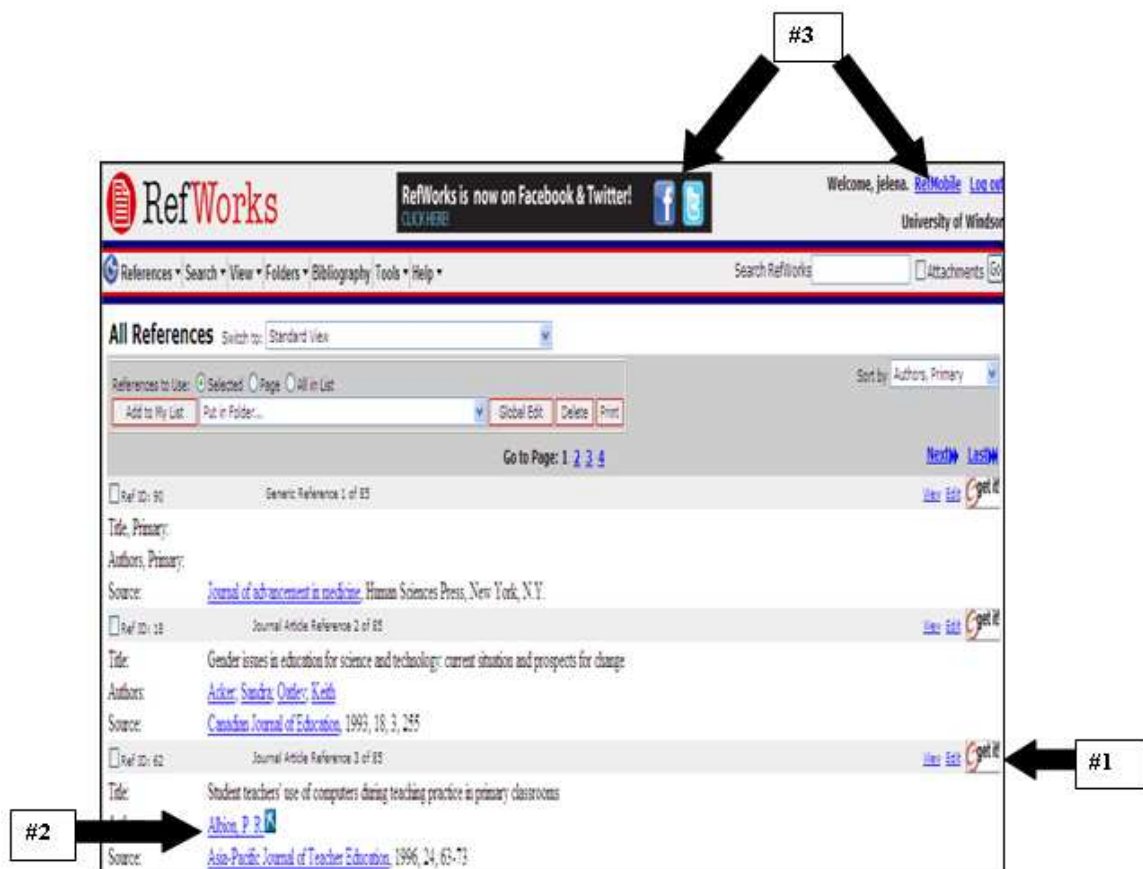 #3
RefWorks
RefWorks is now on Facebook & Twitter!
CLICK HERE!
Welcome, jelena. RefMobile Log out
University of Windsor
References Search View Folders Bibliography Tools Help
Search RefWorks Attachments Go
All References Switch to: Standard View
References to Use: Selected Page All in List
Sort by Authors, Primary
Add to My List Put in Folder... Global Edit Delete Print
Go to Page: 1 2 3 4 Next Last
Ref ID: 90 Generic Reference 1 of 85 View Edit get it!
Title, Primary:
Authors, Primary:
Source: Journal of advancement in medicine, Human Sciences Press, New York, N.Y.
Ref ID: 18 Journal Article Reference 2 of 85 View Edit get it!
Title: Gender issues in education for science and technology: current situation and prospects for change
Authors: Acker, Sandra; Oatley, Keith
Source: Canadian Journal of Education, 1993, 18, 3, 255
Ref ID: 62 Journal Article Reference 3 of 85 View Edit get it!
#1
Title: Student teachers' use of computers during teaching practice in primary classrooms
#2
Albion, P. R.
Source: Asia-Pacific Journal of Teacher Education, 1996, 24, 63-73